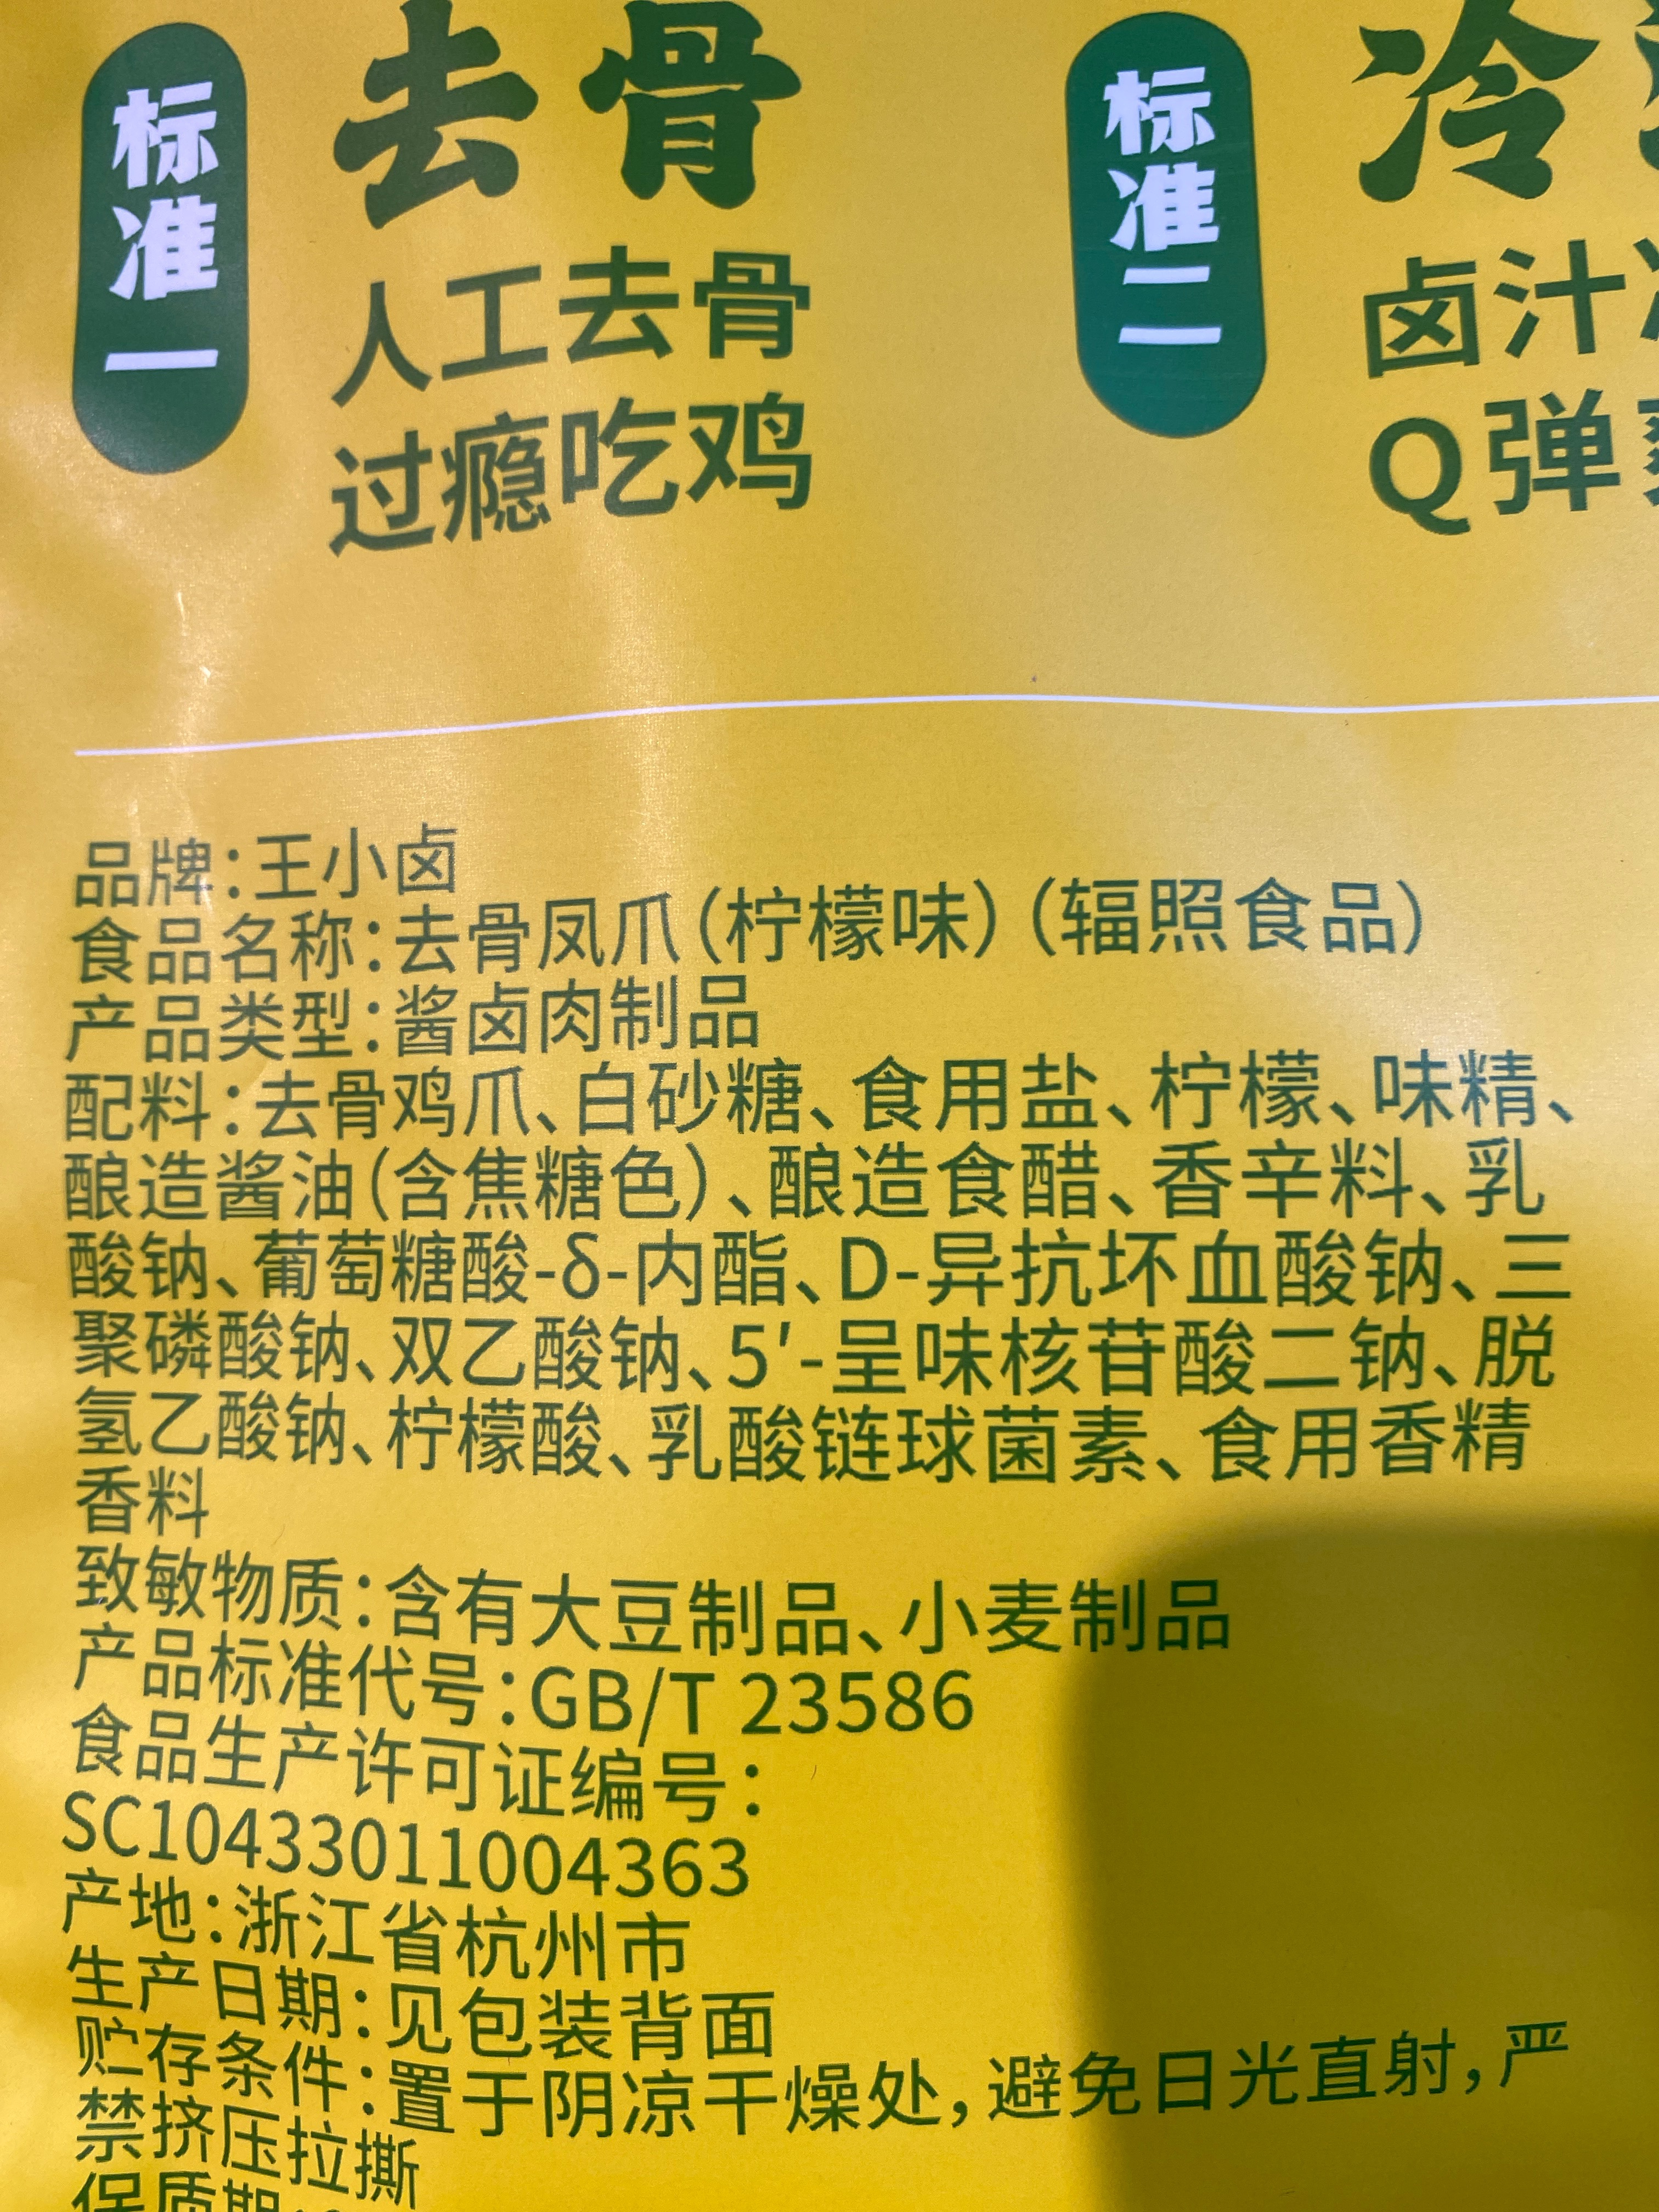 标准一
去骨
人工去骨
过瘾吃鸡
标准二
冷
卤汁
Q弹
品牌:王小卤
食品名称:去骨凤爪(柠檬味)(辐照食品)
产品类型:酱卤肉制品
配料:去骨鸡爪、白砂糖、食用盐、柠檬、味精、
酿造酱油(含焦糖色)、酿造食醋、香辛料、乳
酸钠、葡萄糖酸-δ-内酯、D-异抗坏血酸钠、三
聚磷酸钠、双乙酸钠、5′-呈味核苷酸二钠、脱
氢乙酸钠、柠檬酸、乳酸链球菌素、食用香精
香料
致敏物质:含有大豆制品、小麦制品
产品标准代号:GB/T 23586
食品生产许可证编号:
SC10433011004363
产地:浙江省杭州市
生产日期:见包装背面
贮存条件:置于阴凉干燥处,避免日光直射,严
禁挤压拉撕
保质期: